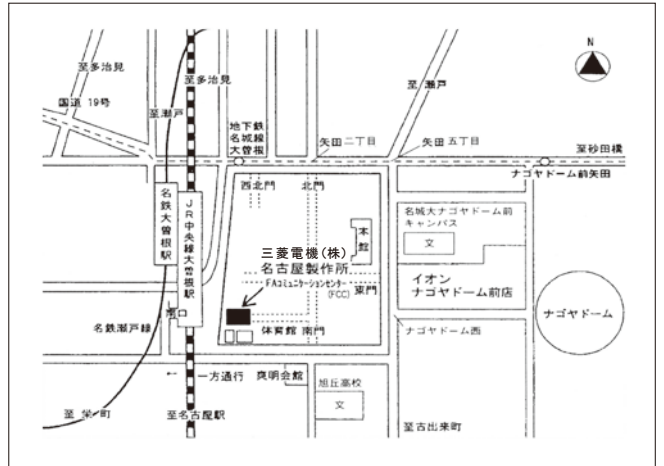 N
至多治見
至多治見
国道 19号
至瀬戸
至瀬戸
地下鉄
名城線
大曽根
矢田二丁目
矢田五丁目
至砂田橋
ナゴヤドーム前矢田
西北門
北門
名鉄大曽根駅
JR中央線大曽根駅
本館
名城大ナゴヤドーム前
キャンパス
文
三菱電機(株)
名古屋製作所
FAコミュニケーションセンター
(FCC)
東門
イオン
ナゴヤドーム前店
ナゴヤドーム
南口
名鉄瀬戸線
体育館
南門
ナゴヤドーム西
←一方通行
爽明会館
旭丘高校
文
至栄町
至名古屋駅
至古出来町